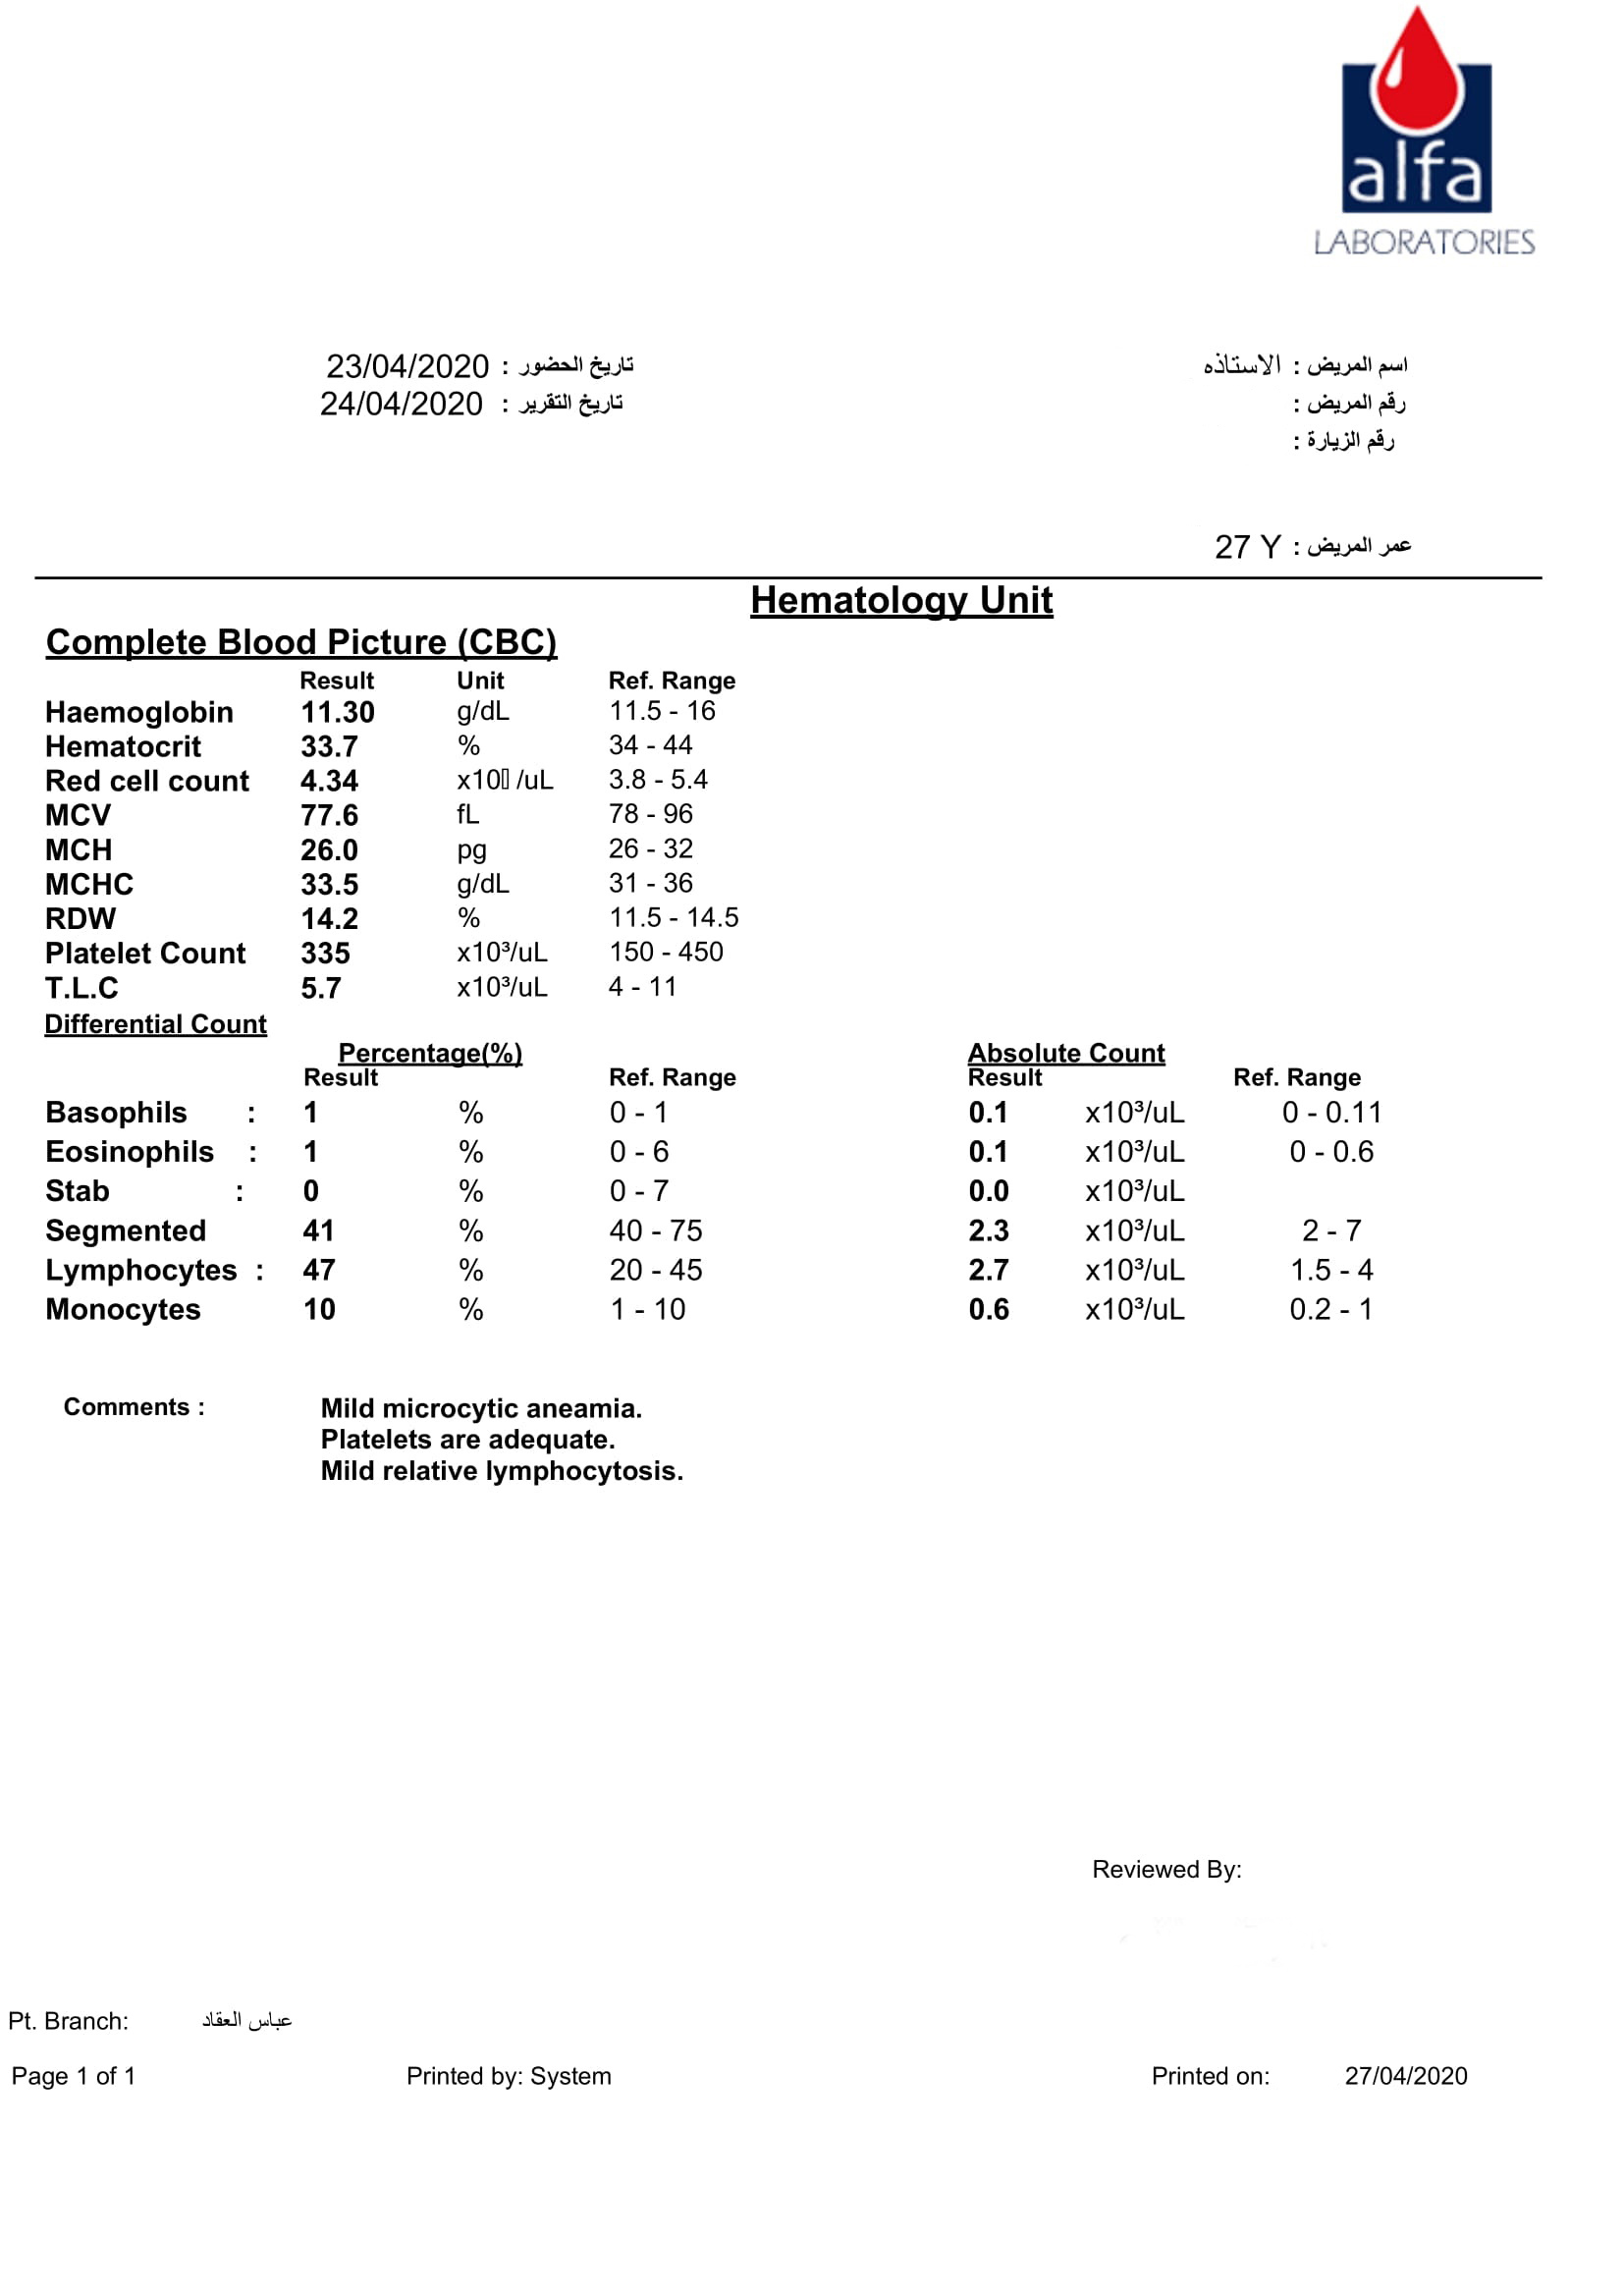 alfa
LABORATORIES
اسم المريض : الاستاذه
تاريخ الحضور : 23/04/2020
رقم المريض :
تاريخ التقرير : 24/04/2020
رقم الزيارة :
عمر المريض : 27 Y
Hematology Unit
Complete Blood Picture (CBC)
Result Unit Ref. Range
Haemoglobin 11.30 g/dL 11.5 - 16
Hematocrit 33.7 % 34 - 44
Red cell count 4.34 x10▯ /uL 3.8 - 5.4
MCV 77.6 fL 78 - 96
MCH 26.0 pg 26 - 32
MCHC 33.5 g/dL 31 - 36
RDW 14.2 % 11.5 - 14.5
Platelet Count 335 x10³/uL 150 - 450
T.L.C 5.7 x10³/uL 4 - 11
Differential Count
Percentage(%) Absolute Count
Result Ref. Range Result Ref. Range
Basophils : 1 % 0 - 1 0.1 x10³/uL 0 - 0.11
Eosinophils : 1 % 0 - 6 0.1 x10³/uL 0 - 0.6
Stab : 0 % 0 - 7 0.0 x10³/uL
Segmented 41 % 40 - 75 2.3 x10³/uL 2 - 7
Lymphocytes : 47 % 20 - 45 2.7 x10³/uL 1.5 - 4
Monocytes 10 % 1 - 10 0.6 x10³/uL 0.2 - 1
Comments : Mild microcytic aneamia.
Platelets are adequate.
Mild relative lymphocytosis.
Reviewed By:
Pt. Branch: عباس العقاد
Page 1 of 1 Printed by: System Printed on: 27/04/2020